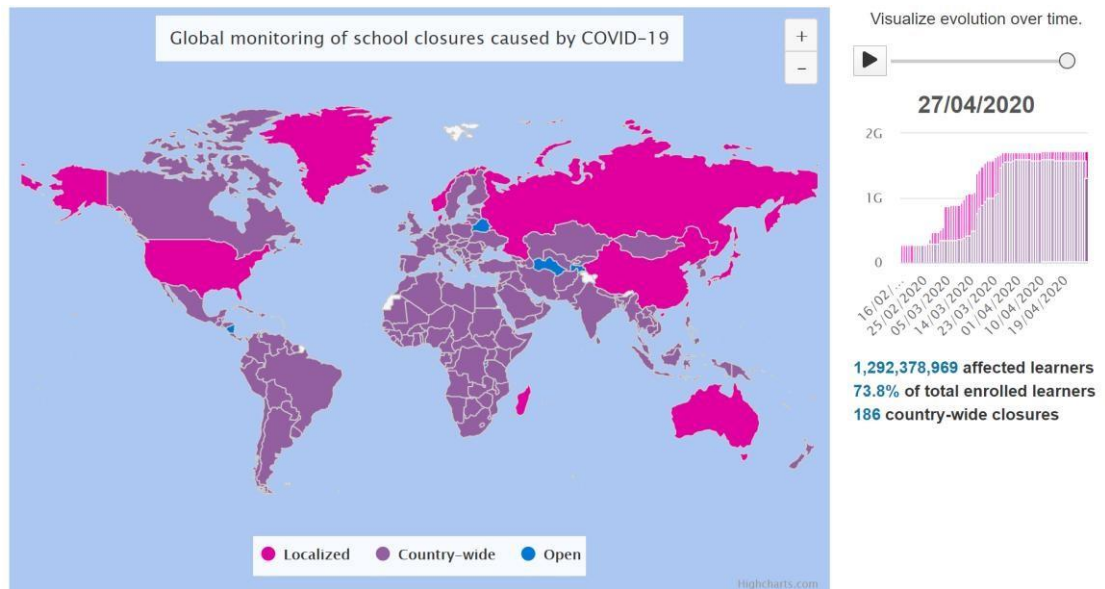 Global monitoring of school closures caused by COVID-19
+
−
Localized
Country-wide
Open
Highcharts.com
Visualize evolution over time.
27/04/2020
2G
1G
0
16/02/...
25/02/2020
05/03/2020
14/03/2020
23/03/2020
01/04/2020
10/04/2020
19/04/2020
1,292,378,969 affected learners
73.8% of total enrolled learners
186 country-wide closures